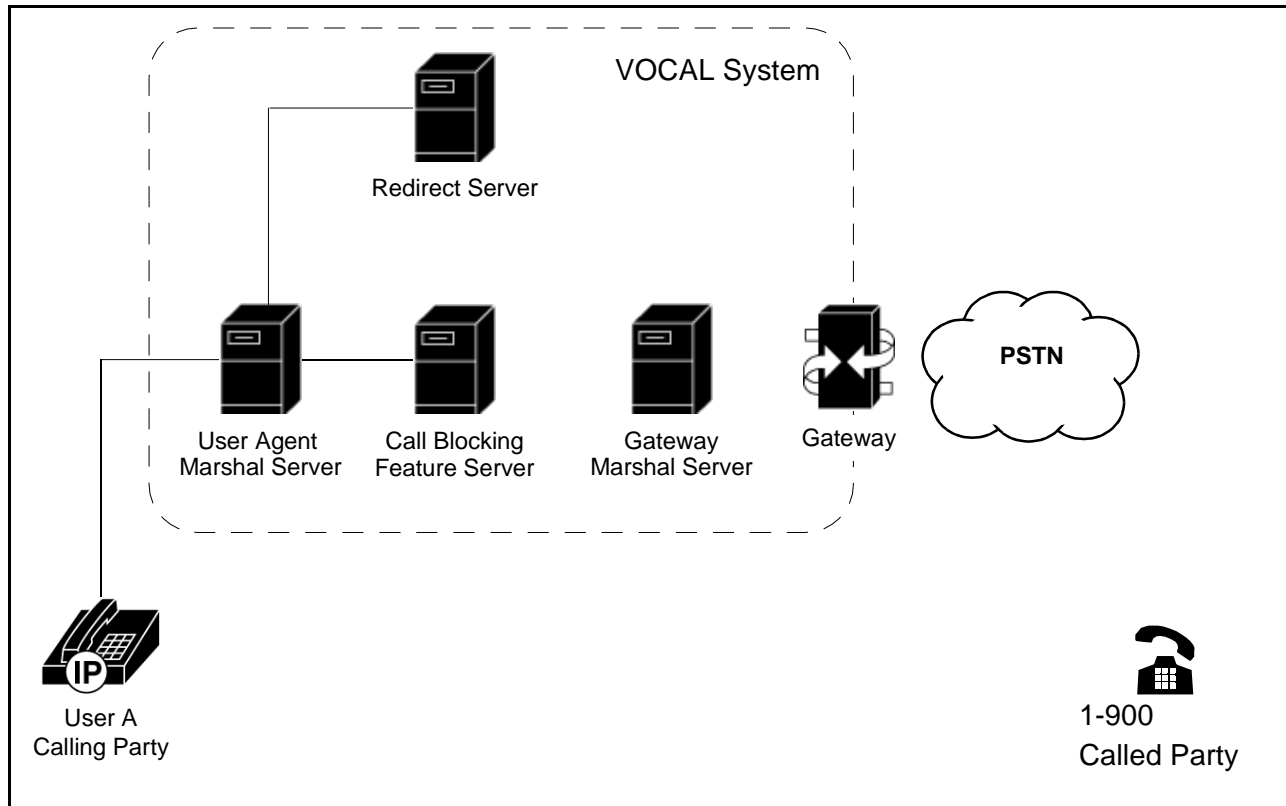 VOCAL System
Redirect Server
User Agent
Marshal Server
Call Blocking
Feature Server
Gateway
Marshal Server
Gateway
PSTN
IP
User A
Calling Party
1-900
Called Party